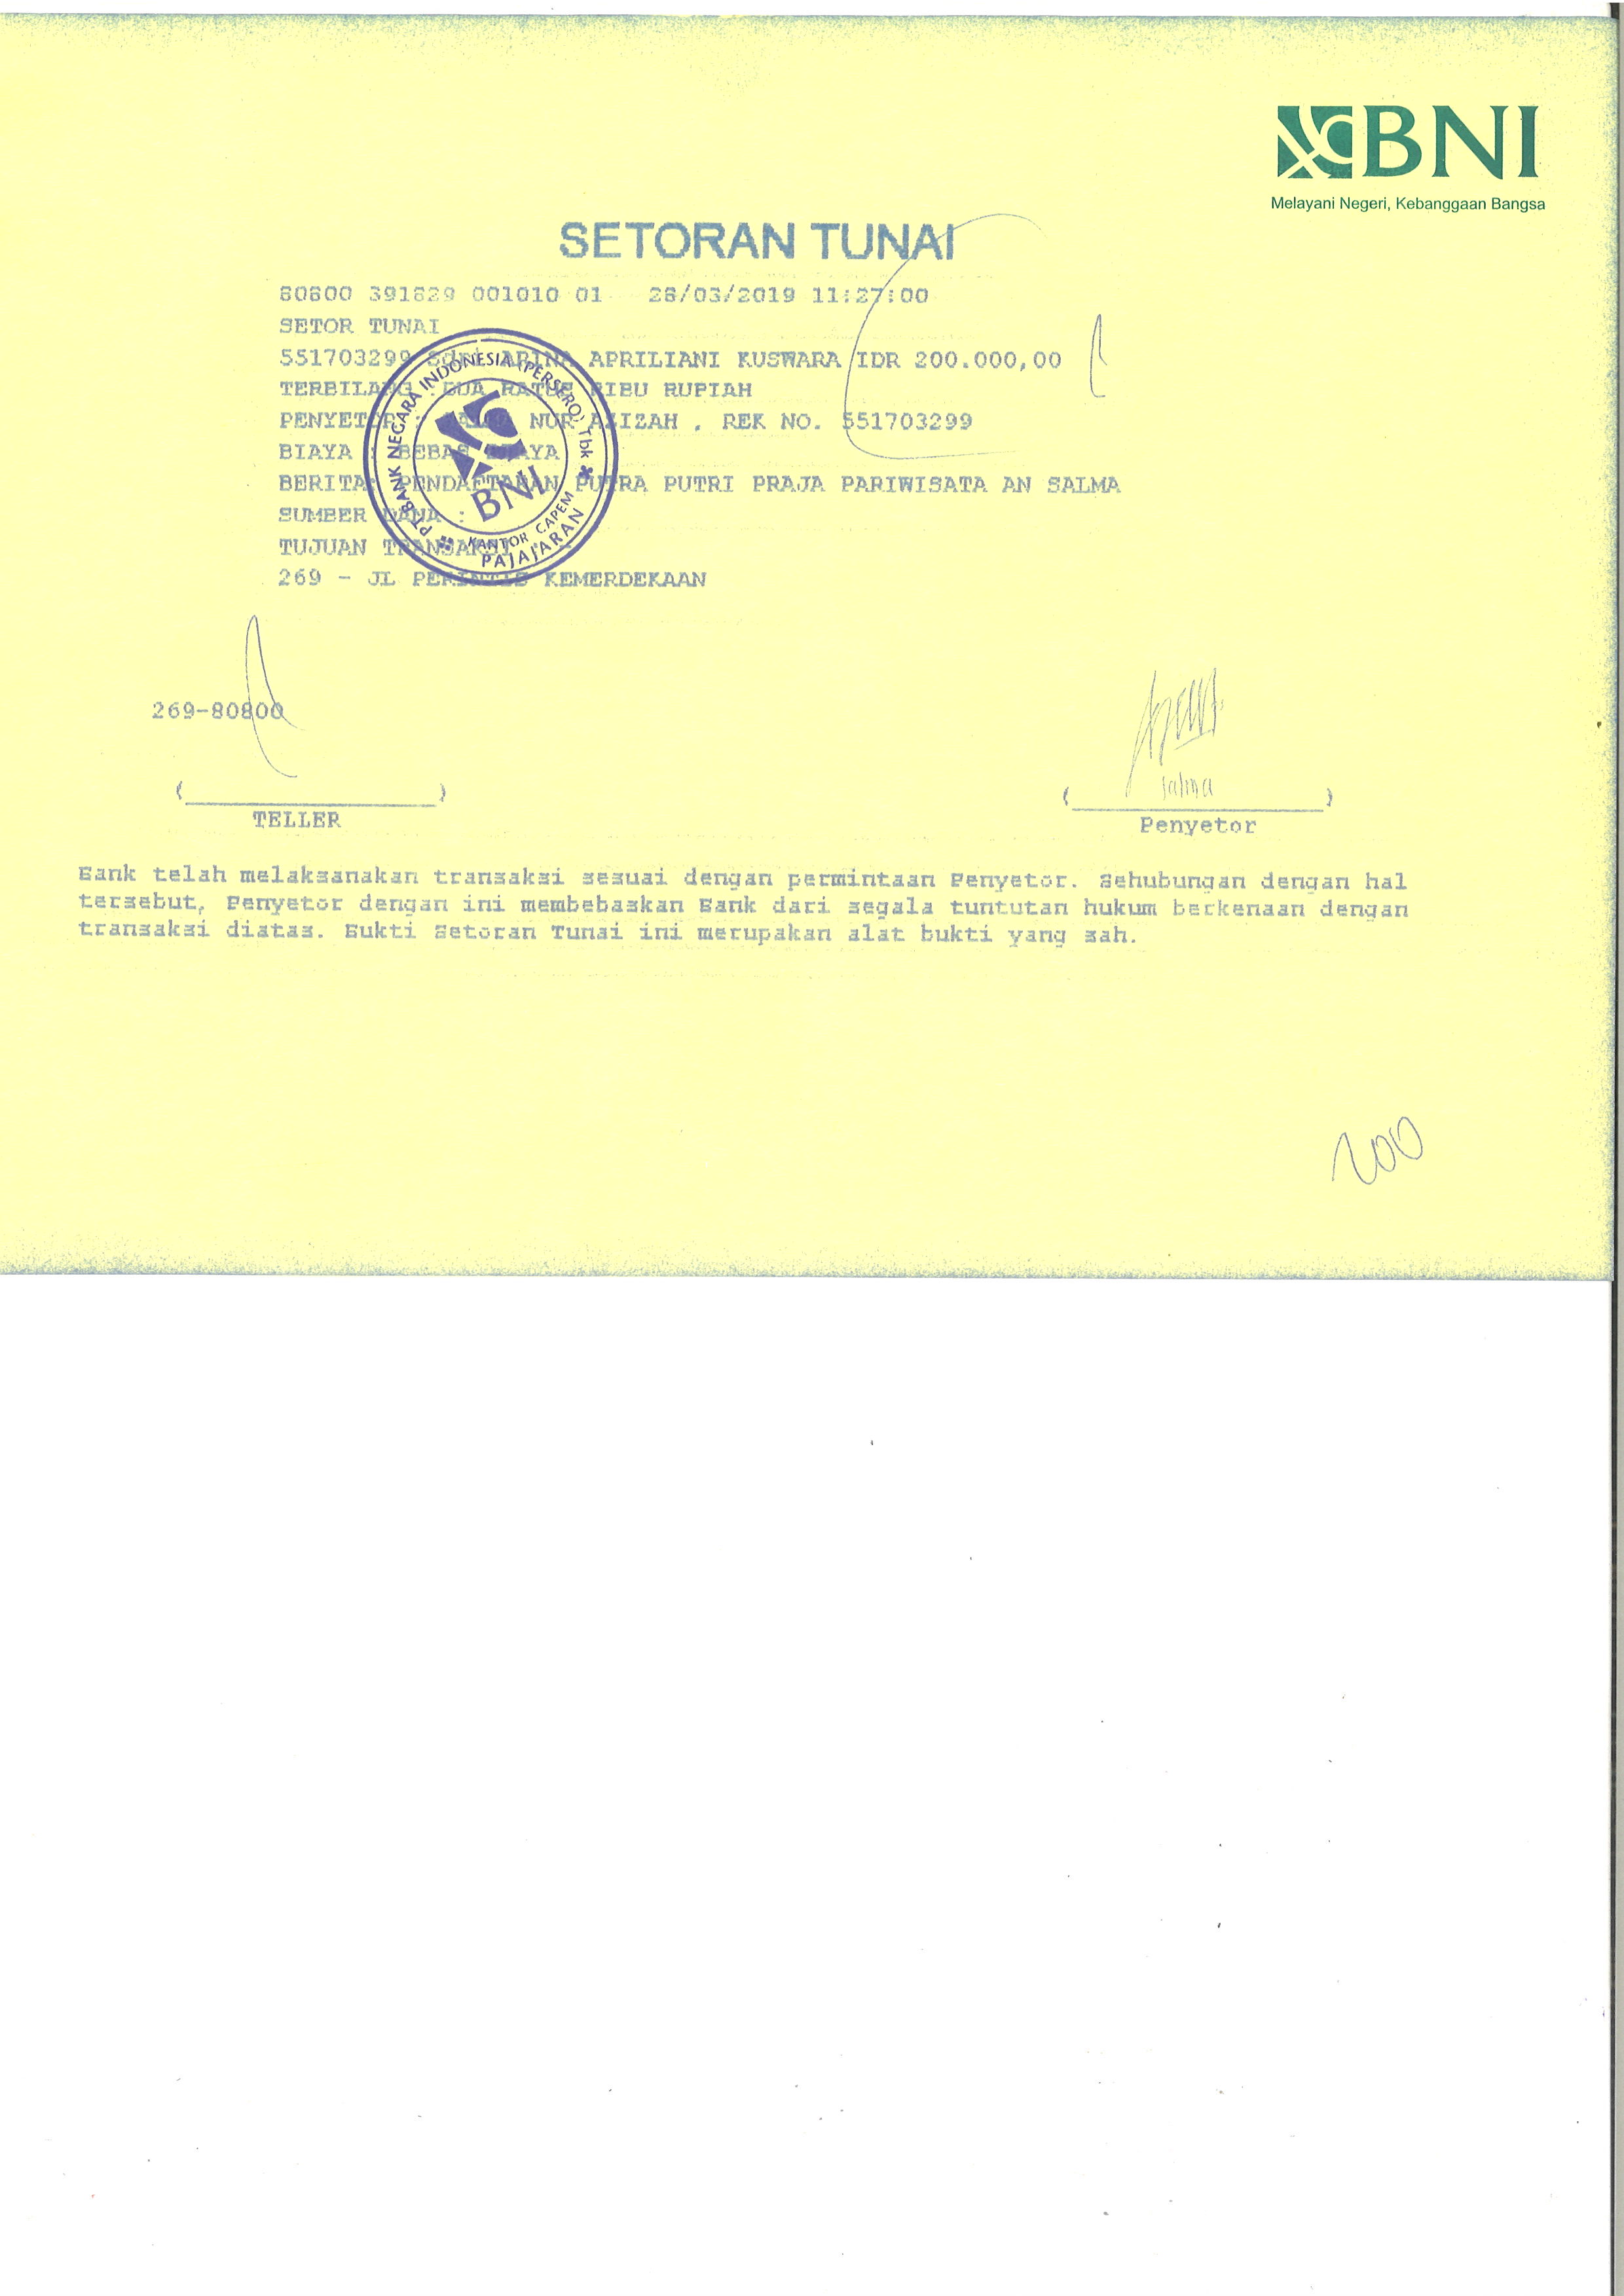 BNI
Melayani Negeri, Kebanggaan Bangsa
SETORAN TUNAI
80800 391829 001010 01 28/03/2019 11:27:00
SETOR TUNAI
551703299 Sdri ARINA APRILIANI KUSWARA IDR 200.000,00
TERBILANG : DUA RATUS RIBU RUPIAH
PENYETOR : SALMA NUR AZIZAH . REK NO. 551703299
BIAYA : BEBAS BIAYA
BERITA: PENDAFTARAN PUTRA PUTRI PRAJA PARIWISATA AN SALMA
SUMBER DANA :
TUJUAN TRANSAKSI : -
269 - JL PERINTIS KEMERDEKAAN
PT. BANK NEGARA INDONESIA (PERSERO) Tbk
BNI
KANTOR CAPEM
PAJAJARAN
269-80800
salma
( )
TELLER
( )
Penyetor
Bank telah melaksanakan transaksi sesuai dengan permintaan Penyetor. Sehubungan dengan hal
tersebut, Penyetor dengan ini membebaskan Bank dari segala tuntutan hukum berkenaan dengan
transaksi diatas. Bukti Setoran Tunai ini merupakan alat bukti yang sah.
200